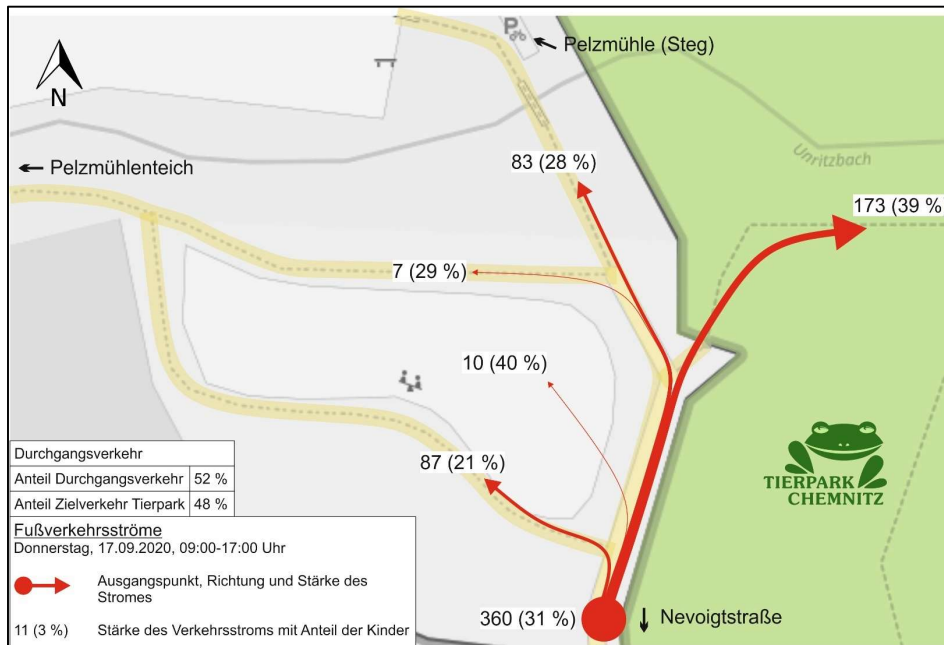 P
← Pelzmühle (Steg)
N
← Pelzmühlenteich
Unritzbach
83 (28 %)
173 (39 %)
7 (29 %)
10 (40 %)
87 (21 %)
TIERPARK
CHEMNITZ
360 (31 %)
↓ Nevoigtstraße
Durchgangsverkehr
Anteil Durchgangsverkehr 52 %
Anteil Zielverkehr Tierpark 48 %
Fußverkehrsströme
Donnerstag, 17.09.2020, 09:00-17:00 Uhr
Ausgangspunkt, Richtung und Stärke des
Stromes
11 (3 %) Stärke des Verkehrsstroms mit Anteil der Kinder